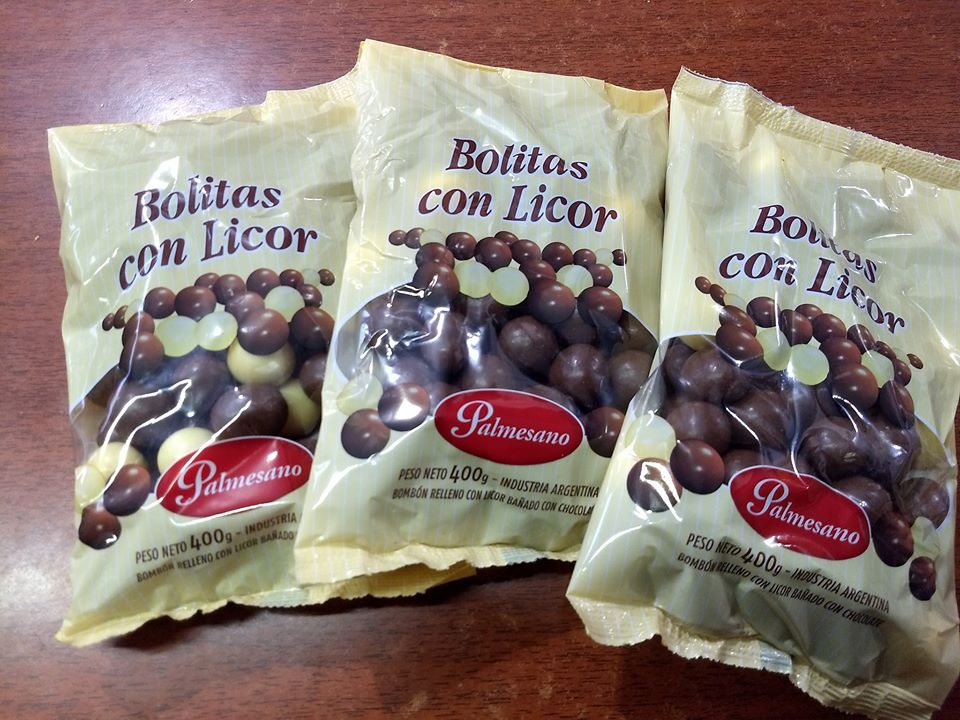 Bolitas
con Licor
Palmesano
PESO NETO 400g - INDUSTRIA
BOMBÓN RELLENO CON LICOR BAÑADO
Bolitas
con Licor
Palmesano
PESO NETO 400g - INDUSTRIA ARGENTINA
BOMBÓN RELLENO CON LICOR BAÑADO CON CHOCOLA
Bolitas
con Licor
Palmesano
PESO NETO 400g - INDUSTRIA ARGENTINA
BOMBÓN RELLENO CON LICOR BAÑADO CON CHOCOLATE